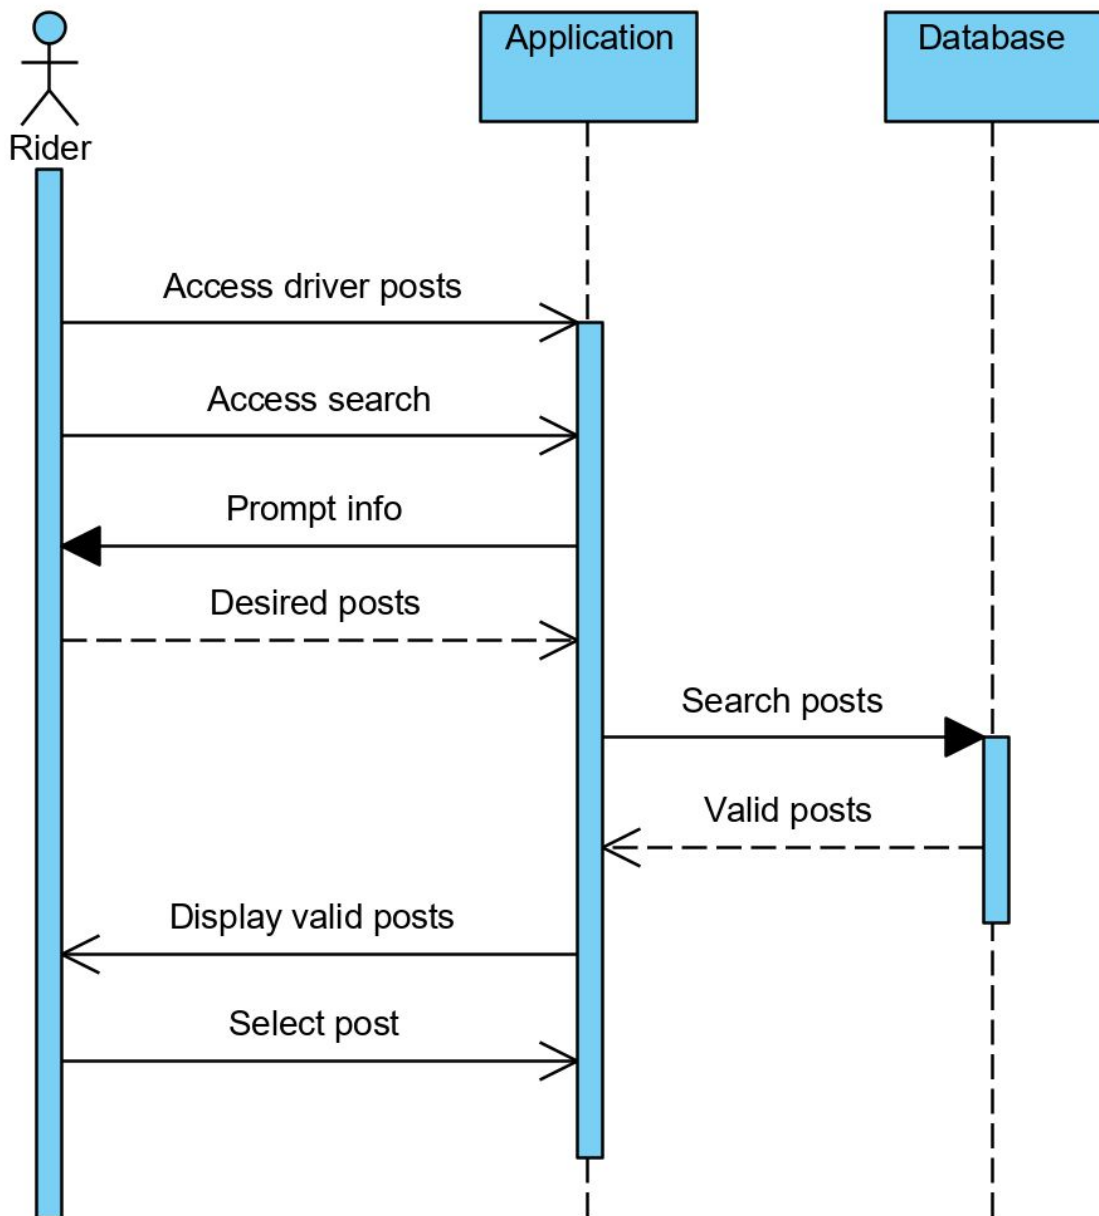 Application
Database
Rider
Access driver posts
Access search
Prompt info
Desired posts
Search posts
Valid posts
Display valid posts
Select post